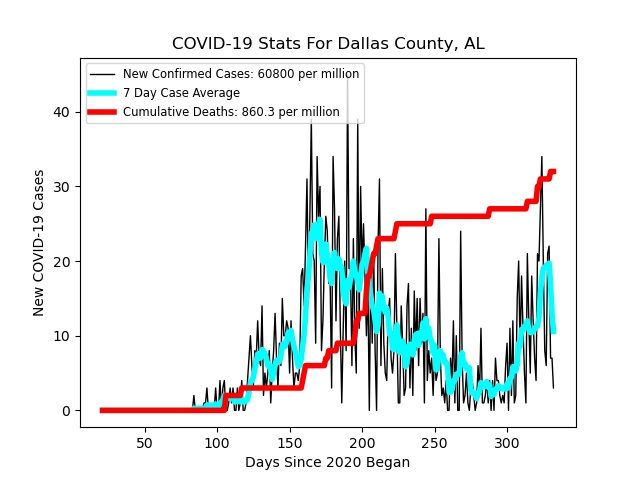 COVID-19 Stats For Dallas County, AL
New Confirmed Cases: 60800 per million
7 Day Case Average
Cumulative Deaths: 860.3 per million
New COVID-19 Cases
40
30
20
10
0
50 100 150 200 250 300
Days Since 2020 Began